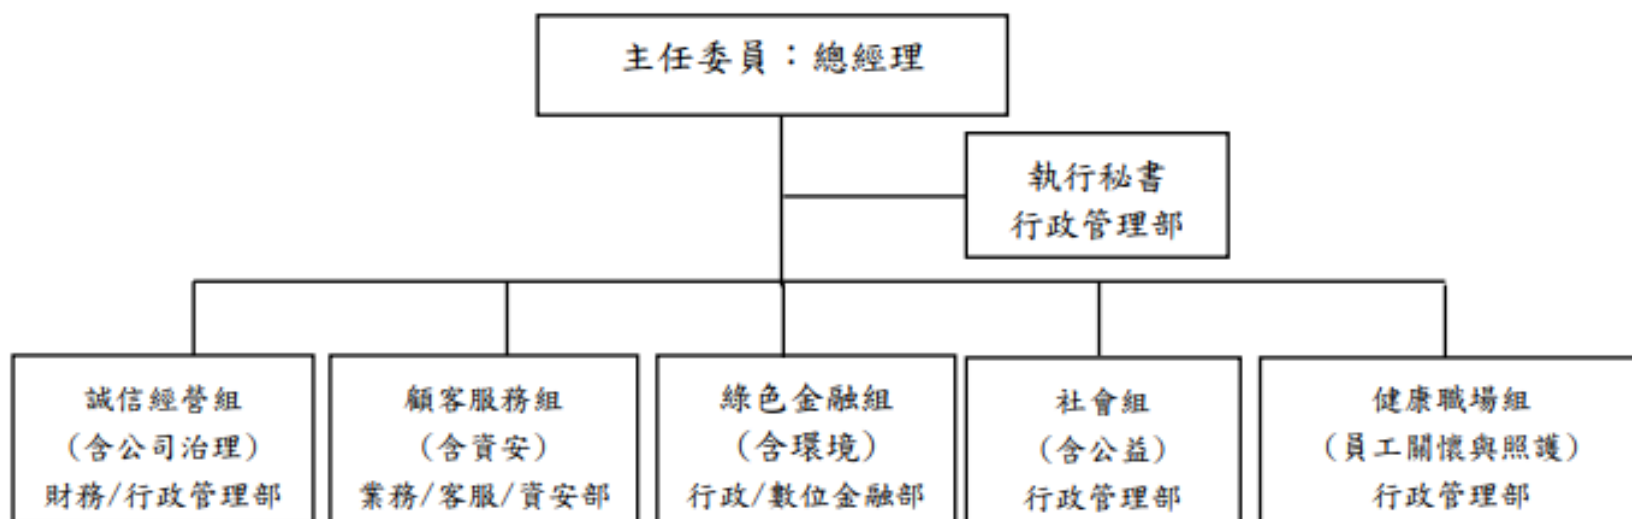 主任委員：總經理
執行秘書
行政管理部
誠信經營組
(含公司治理)
財務/行政管理部
顧客服務組
(含資安)
業務/客服/資安部
綠色金融組
(含環境)
行政/數位金融部
社會組
(含公益)
行政管理部
健康職場組
(員工關懷與照護)
行政管理部